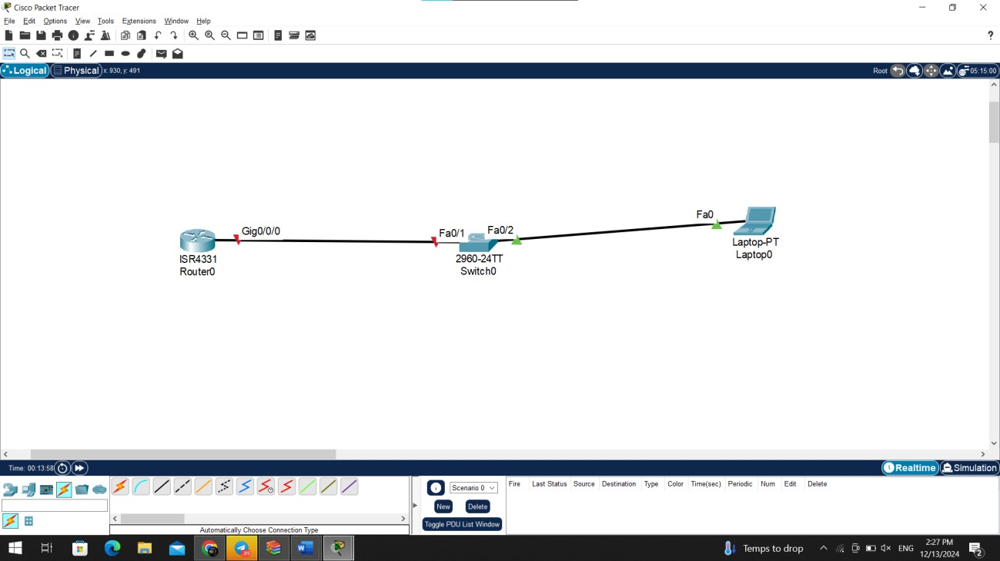 Cisco Packet Tracer
File Edit Options View Tools Extensions Window Help
?
Logical Physical x: 930, y: 491 Root 05:15:00
Fa0
Gig0/0/0 Fa0/1 Fa0/2
Laptop-PT
Laptop0
ISR4331
Router0
2960-24TT
Switch0
Time: 00:13:58 Realtime Simulation
Scenario 0
New Delete
Toggle PDU List Window
Fire Last Status Source Destination Type Color Time(sec) Periodic Num Edit Delete
Automatically Choose Connection Type
Temps to drop ENG 2:27 PM
12/13/2024
2